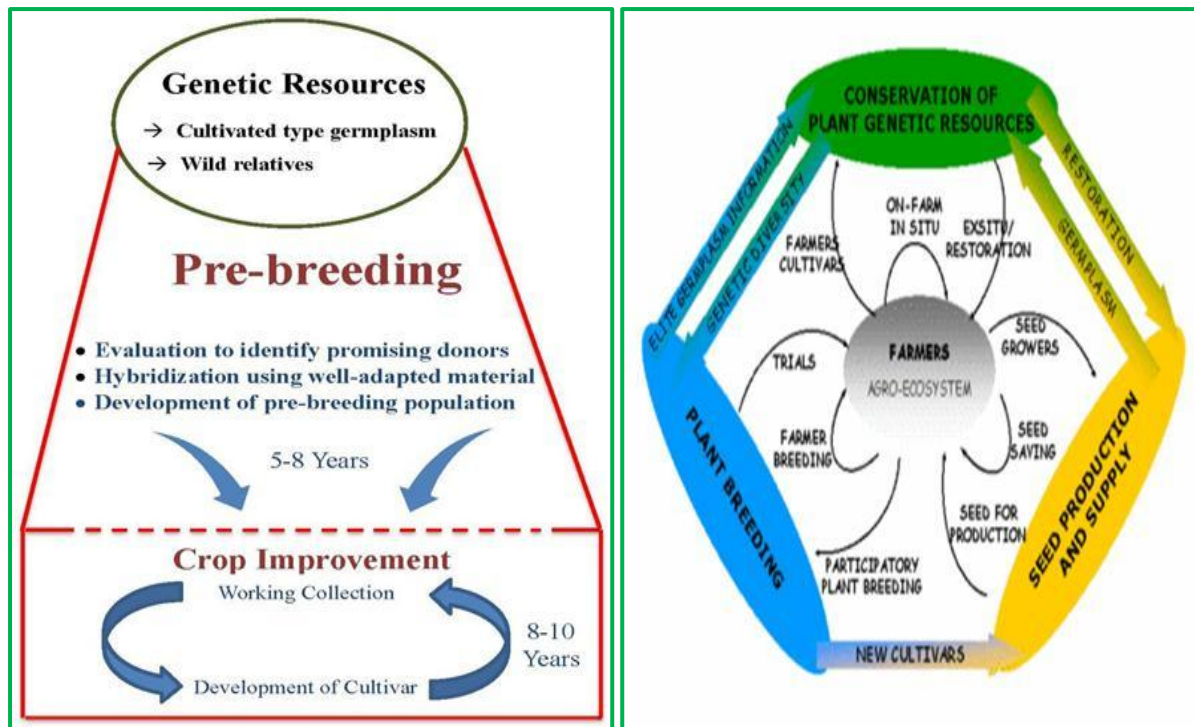 Genetic Resources
→ Cultivated type germplasm
→ Wild relatives
Pre-breeding
• Evaluation to identify promising donors
• Hybridization using well-adapted material
• Development of pre-breeding population
5-8 Years
Crop Improvement
Working Collection
8-10
Years
Development of Cultivar
CONSERVATION OF
PLANT GENETIC RESOURCES
ELITE GERMPLASM INFORMATION
GENETIC DIVERSITY
RESTORATION
GERMPLASM
FARMERS
CULTIVARS
ON-FARM
IN SITU
EXSITU/
RESTORATION
TRIALS
FARMERS
AGRO-ECOSYSTEM
SEED
GROWERS
FARMER
BREEDING
SEED
SAVING
PLANT BREEDING
PARTICIPATORY
PLANT BREEDING
SEED FOR
PRODUCTION
SEED PRODUCTION
AND SUPPLY
NEW CULTIVARS